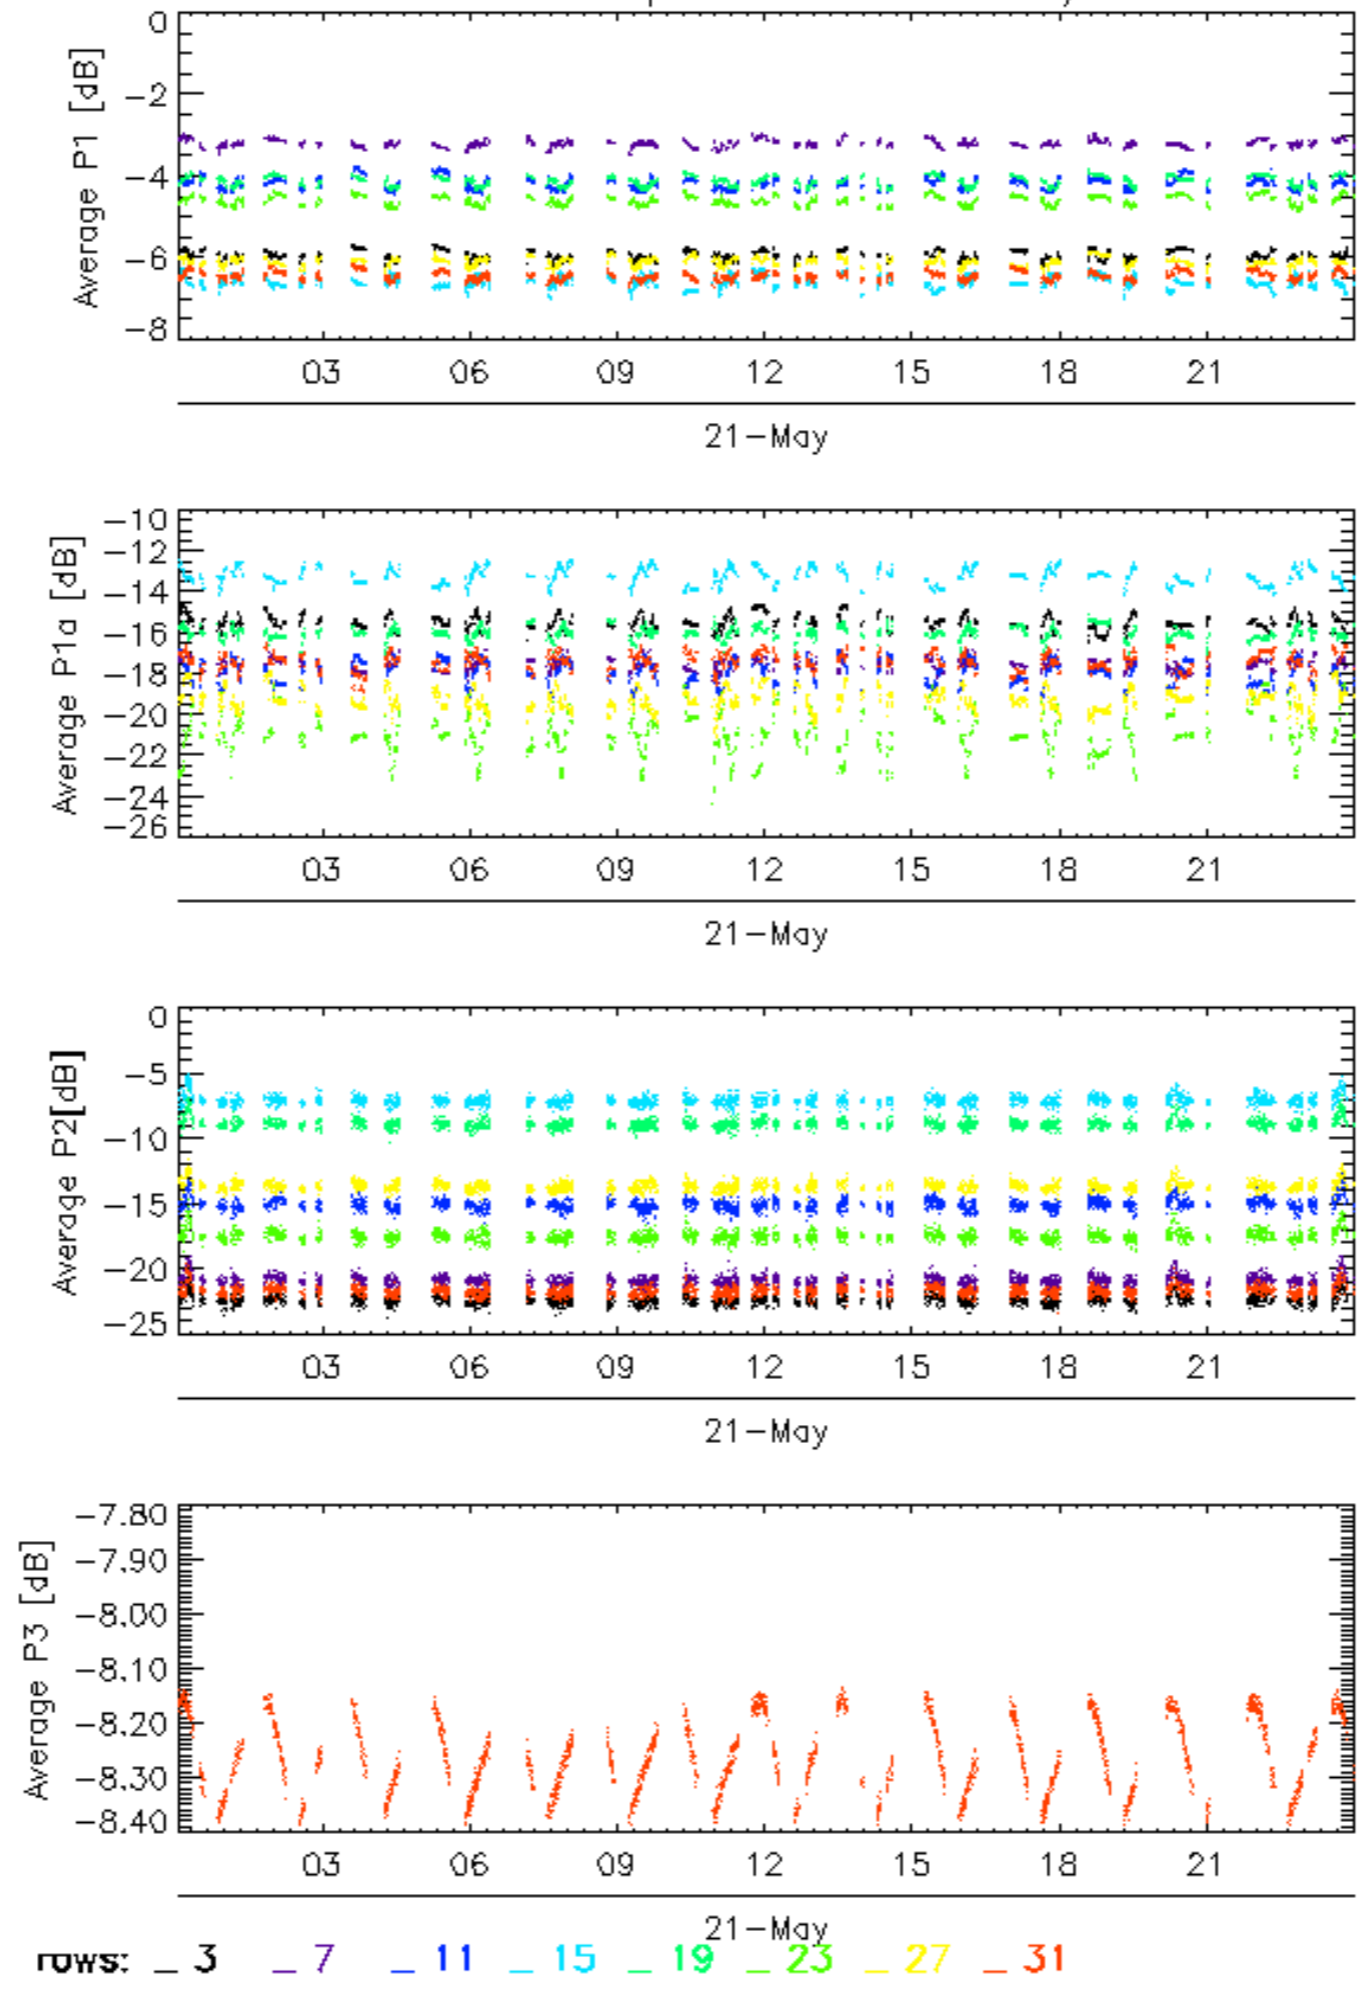 Average P1 [dB]
0
−2
−4
−6
−8
03 06 09 12 15 18 21
21−May
Average P1a [dB]
−10
−12
−14
−16
−18
−20
−22
−24
−26
03 06 09 12 15 18 21
21−May
Average P2[dB]
0
−5
−10
−15
−20
−25
03 06 09 12 15 18 21
21−May
Average P3 [dB]
−7.80
−7.90
−8.00
−8.10
−8.20
−8.30
−8.40
03 06 09 12 15 18 21
21−May
rows: _ 3 _ 7 _ 11 _ 15 _ 19 _ 23 _ 27 _ 31